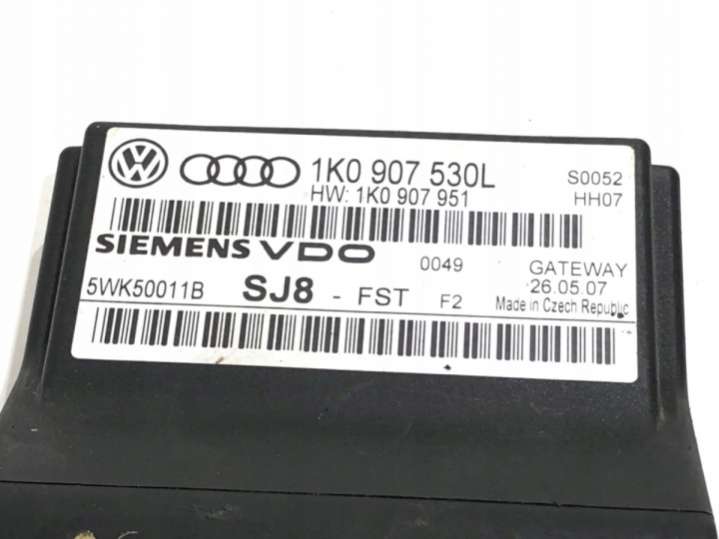 1K0 907 530L S0052
HW: 1K0 907 951 HH07
SIEMENS VDO 0049 GATEWAY
5WK50011B SJ8 - FST F2 26.05.07
Made in Czech Republic